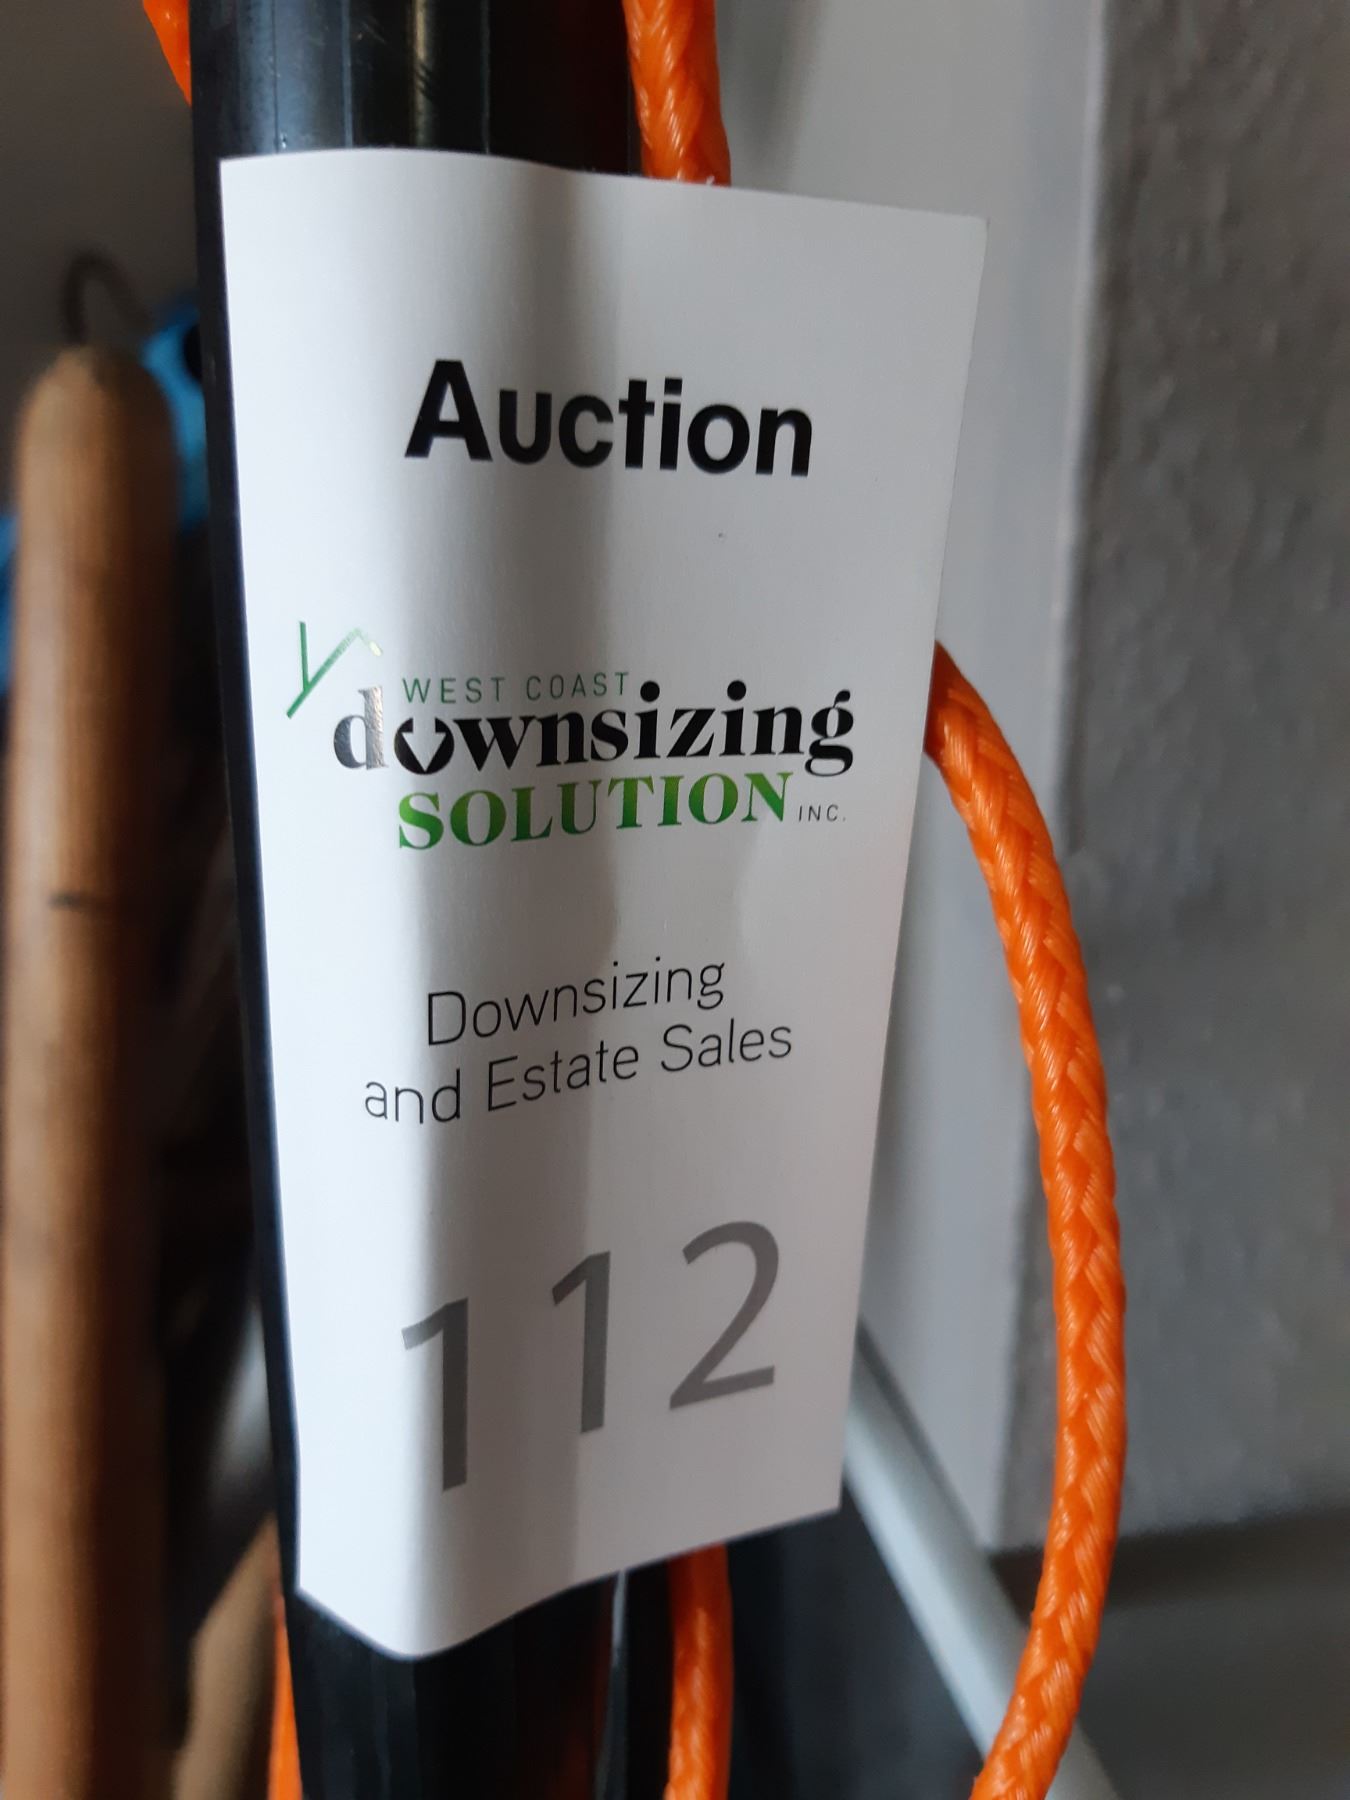 Auction
WEST COAST
downsizing
SOLUTION INC.
Downsizing
and Estate Sales
112